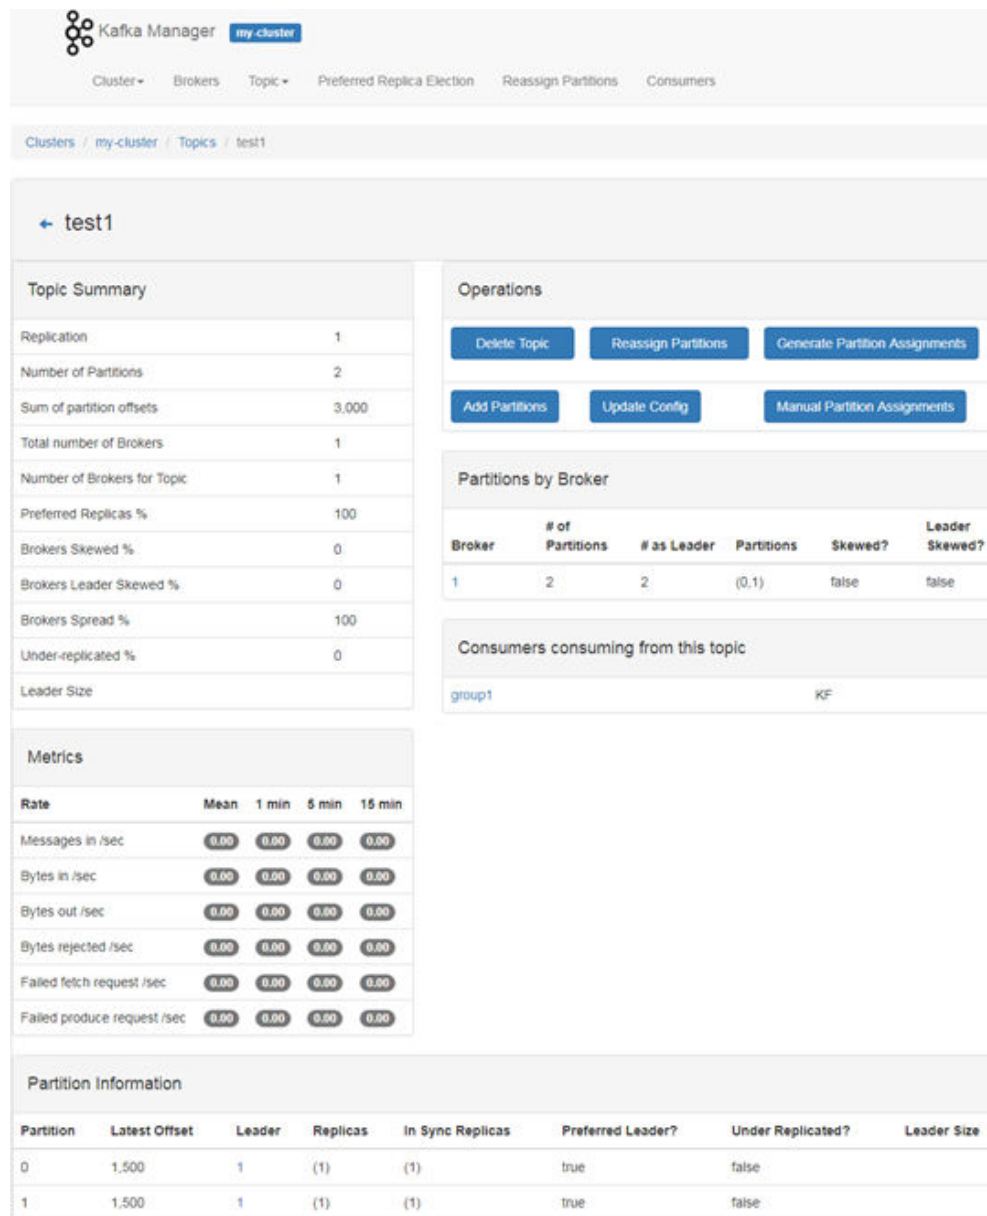 Kafka Manager my-cluster
Cluster Brokers Topic Preferred Replica Election Reassign Partitions Consumers
Clusters / my-cluster / Topics / test1
← test1
Topic Summary
Replication 1
Number of Partitions 2
Sum of partition offsets 3,000
Total number of Brokers 1
Number of Brokers for Topic 1
Preferred Replicas % 100
Brokers Skewed % 0
Brokers Leader Skewed % 0
Brokers Spread % 100
Under-replicated % 0
Leader Size
Operations
Delete Topic Reassign Partitions Generate Partition Assignments
Add Partitions Update Config Manual Partition Assignments
Partitions by Broker
Broker # of Partitions # as Leader Partitions Skewed? Leader Skewed?
1 2 2 (0,1) false false
Consumers consuming from this topic
group1 KF
Metrics
Rate Mean 1 min 5 min 15 min
Messages in /sec 0.00 0.00 0.00 0.00
Bytes in /sec 0.00 0.00 0.00 0.00
Bytes out /sec 0.00 0.00 0.00 0.00
Bytes rejected /sec 0.00 0.00 0.00 0.00
Failed fetch request /sec 0.00 0.00 0.00 0.00
Failed produce request /sec 0.00 0.00 0.00 0.00
Partition Information
Partition Latest Offset Leader Replicas In Sync Replicas Preferred Leader? Under Replicated? Leader Size
0 1,500 1 (1) (1) true false
1 1,500 1 (1) (1) true false